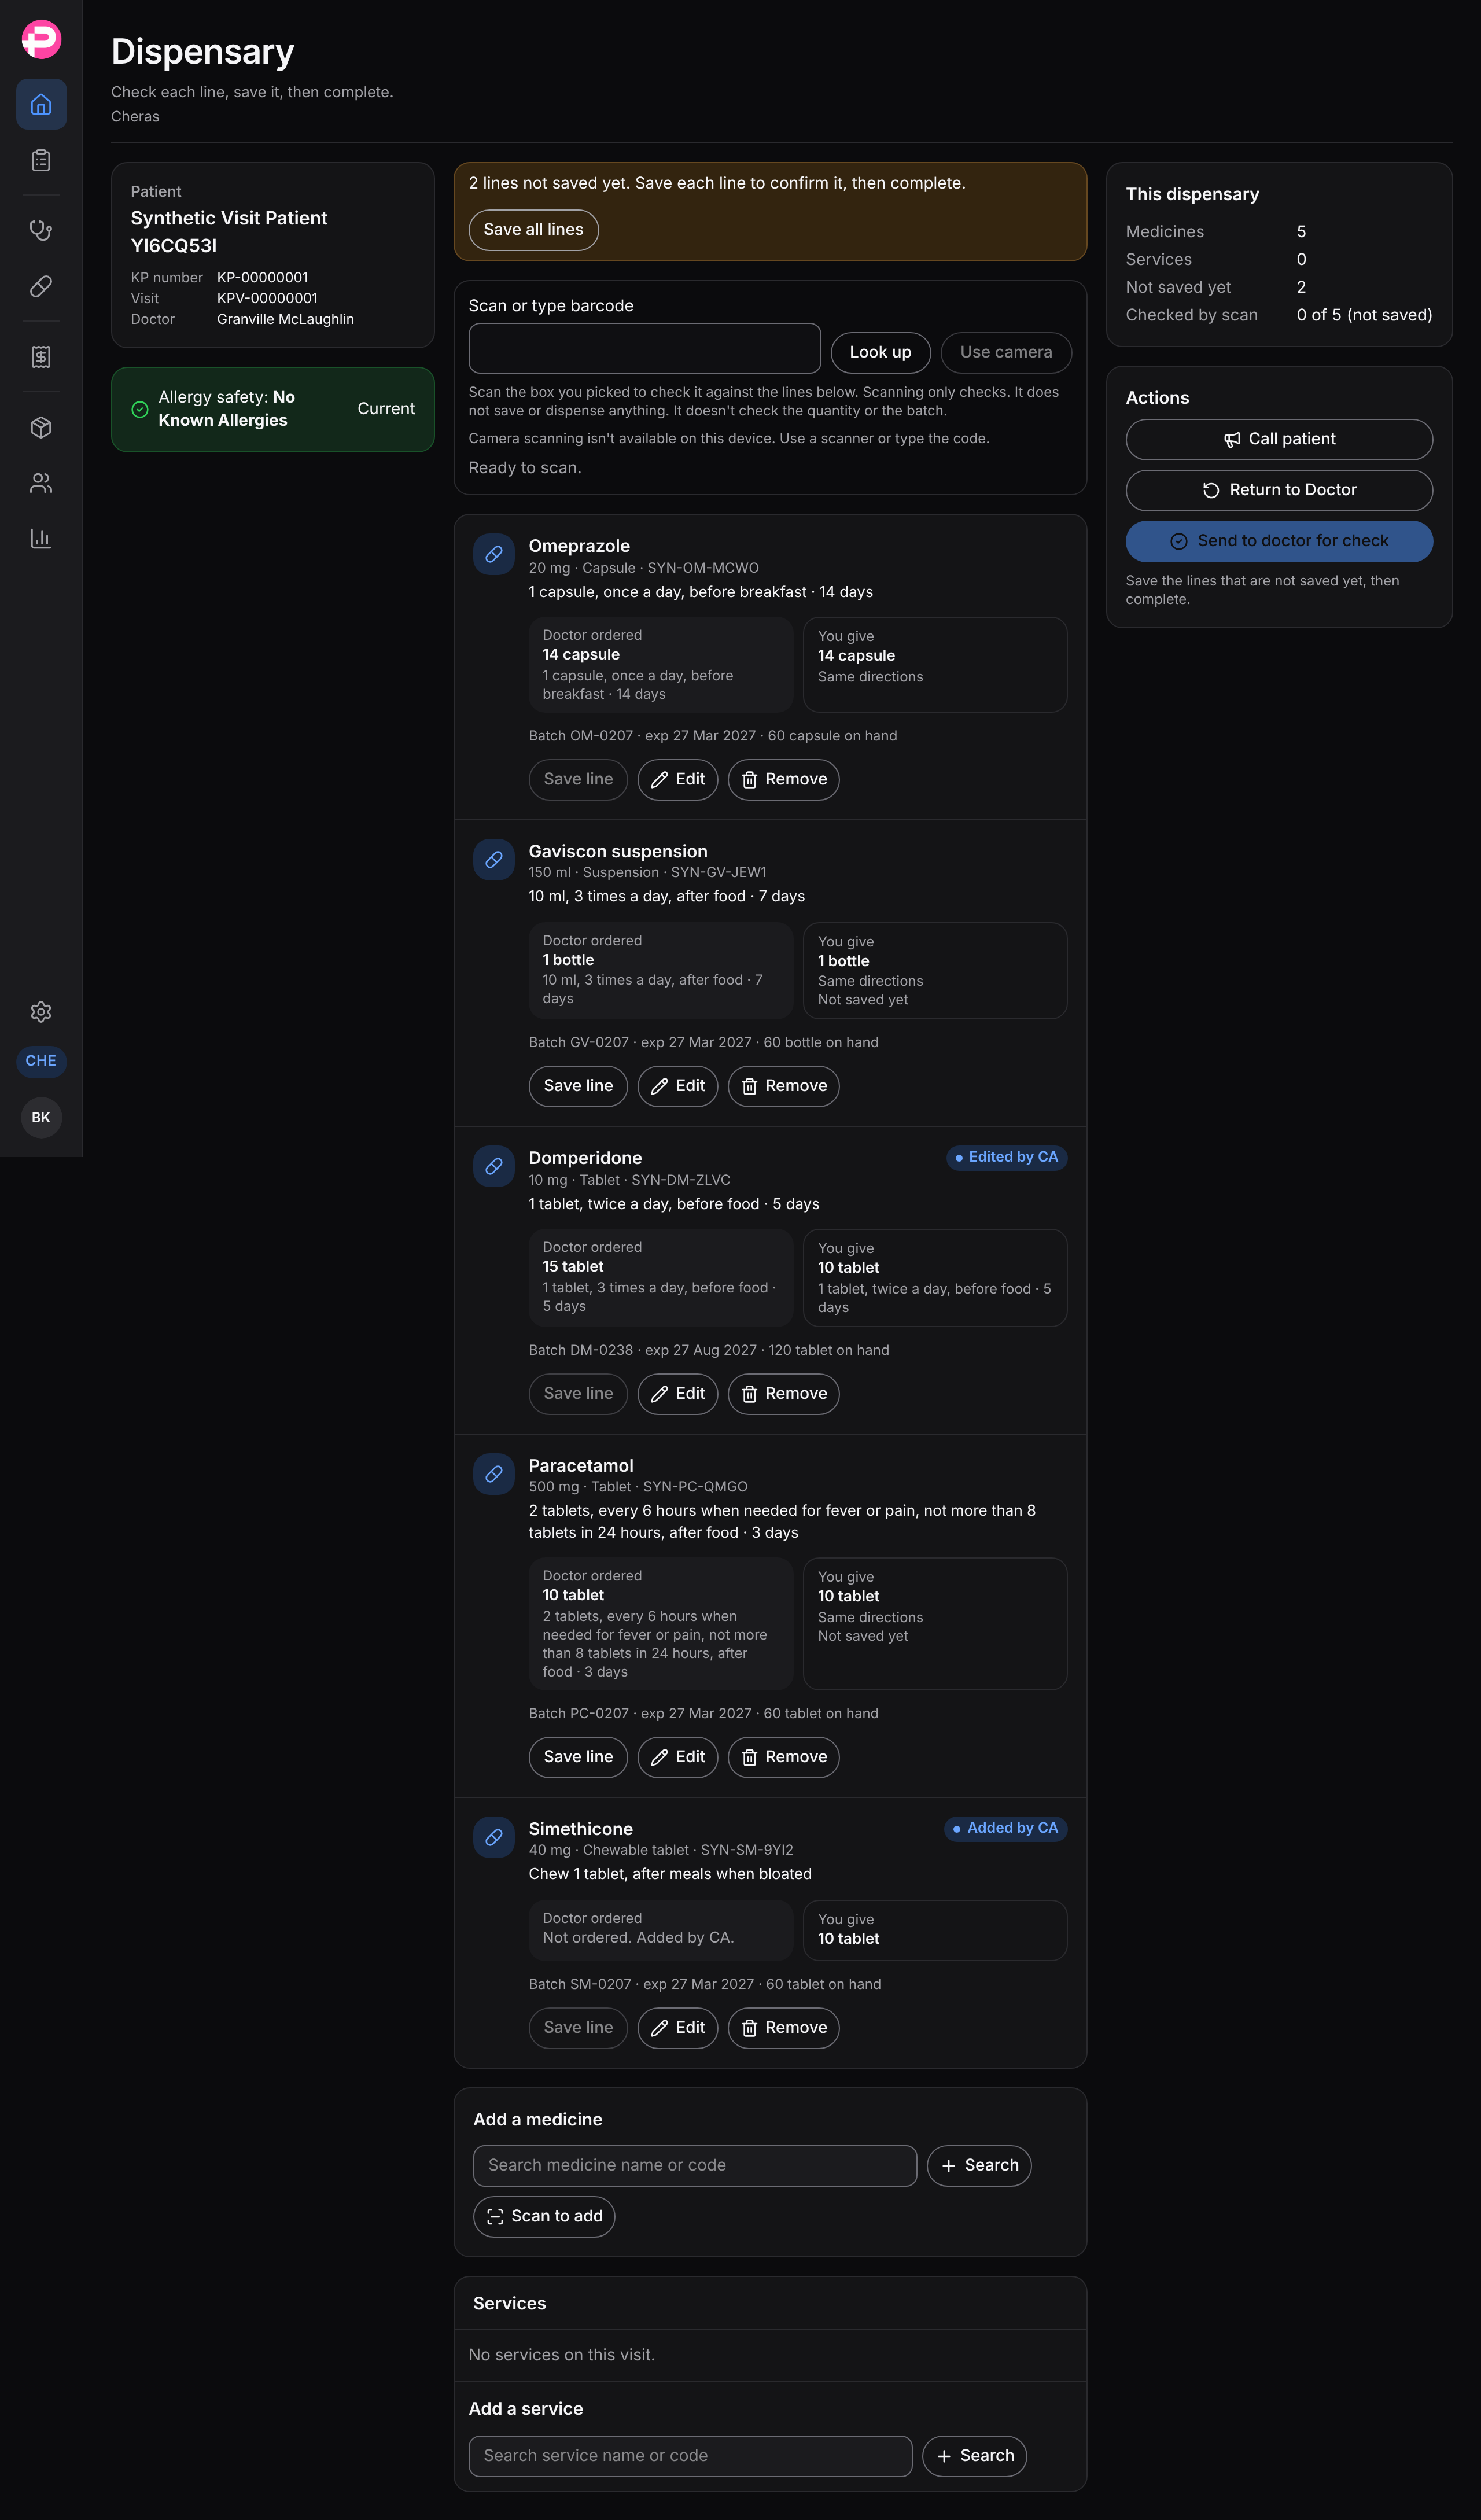 Dispensary
Check each line, save it, then complete.
Cheras
Patient
Synthetic Visit Patient
YI6CQ53I
KP number KP-00000001
Visit KPV-00000001
Doctor Granville McLaughlin
Allergy safety: No
Known Allergies
Current
2 lines not saved yet. Save each line to confirm it, then complete.
Save all lines
Scan or type barcode
Look up
Use camera
Scan the box you picked to check it against the lines below. Scanning only checks. It does
not save or dispense anything. It doesn't check the quantity or the batch.
Camera scanning isn't available on this device. Use a scanner or type the code.
Ready to scan.
Omeprazole
20 mg · Capsule · SYN-OM-MCWO
1 capsule, once a day, before breakfast · 14 days
Doctor ordered
14 capsule
1 capsule, once a day, before
breakfast · 14 days
You give
14 capsule
Same directions
Batch OM-0207 · exp 27 Mar 2027 · 60 capsule on hand
Save line
Edit
Remove
Gaviscon suspension
150 ml · Suspension · SYN-GV-JEW1
10 ml, 3 times a day, after food · 7 days
Doctor ordered
1 bottle
10 ml, 3 times a day, after food · 7
days
You give
1 bottle
Same directions
Not saved yet
Batch GV-0207 · exp 27 Mar 2027 · 60 bottle on hand
Save line
Edit
Remove
Domperidone
Edited by CA
10 mg · Tablet · SYN-DM-ZLVC
1 tablet, twice a day, before food · 5 days
Doctor ordered
15 tablet
1 tablet, 3 times a day, before food ·
5 days
You give
10 tablet
1 tablet, twice a day, before food · 5
days
Batch DM-0238 · exp 27 Aug 2027 · 120 tablet on hand
Save line
Edit
Remove
Paracetamol
500 mg · Tablet · SYN-PC-QMGO
2 tablets, every 6 hours when needed for fever or pain, not more than 8
tablets in 24 hours, after food · 3 days
Doctor ordered
10 tablet
2 tablets, every 6 hours when
needed for fever or pain, not more
than 8 tablets in 24 hours, after
food · 3 days
You give
10 tablet
Same directions
Not saved yet
Batch PC-0207 · exp 27 Mar 2027 · 60 tablet on hand
Save line
Edit
Remove
Simethicone
Added by CA
40 mg · Chewable tablet · SYN-SM-9YI2
Chew 1 tablet, after meals when bloated
Doctor ordered
Not ordered. Added by CA.
You give
10 tablet
Batch SM-0207 · exp 27 Mar 2027 · 60 tablet on hand
Save line
Edit
Remove
Add a medicine
Search medicine name or code
Search
Scan to add
Services
No services on this visit.
Add a service
Search service name or code
Search
This dispensary
Medicines 5
Services 0
Not saved yet 2
Checked by scan 0 of 5 (not saved)
Actions
Call patient
Return to Doctor
Send to doctor for check
Save the lines that are not saved yet, then
complete.
CHE
BK